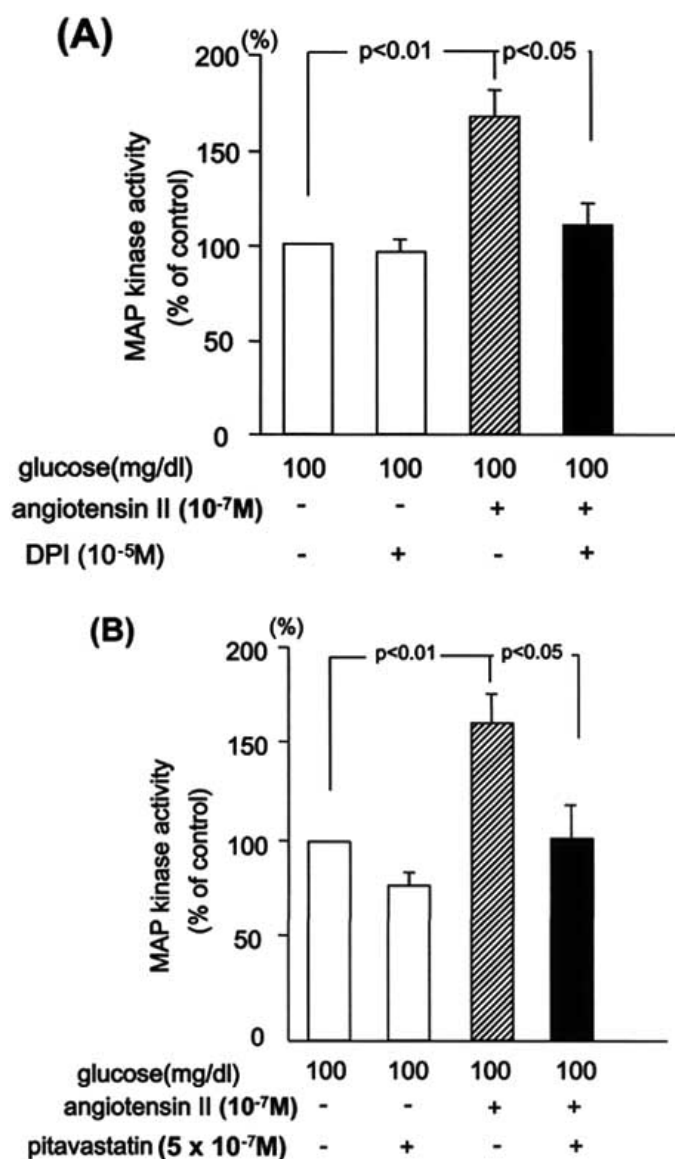 (A)
(%)
200
p<0.01
p<0.05
150
100
50
0
MAP kinase activity
(% of control)
glucose(mg/dl) 100 100 100 100
angiotensin II (10⁻⁷M) - - + +
DPI (10⁻⁵M) - + - +
(B)
(%)
200
p<0.01
p<0.05
150
100
50
0
MAP kinase activity
(% of control)
glucose(mg/dl) 100 100 100 100
angiotensin II (10⁻⁷M) - - + +
pitavastatin (5 x 10⁻⁷M) - + - +